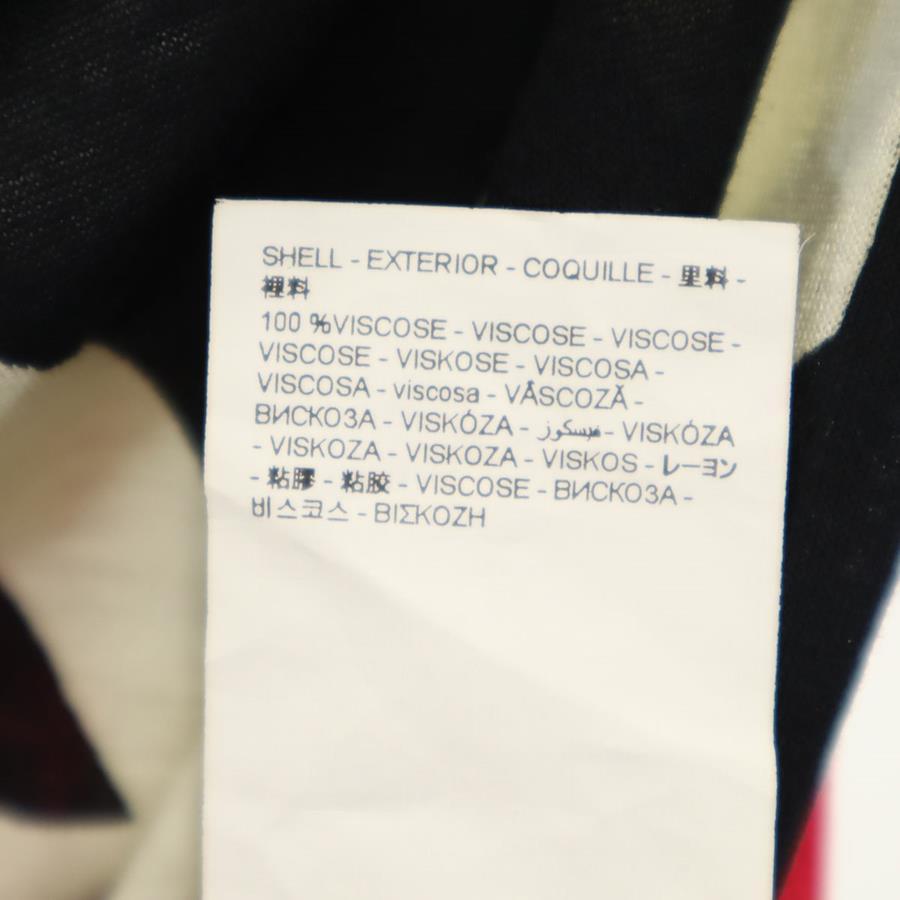 SHELL - EXTERIOR - COQUILLE - 里料 -
裡料
100 %VISCOSE - VISCOSE - VISCOSE -
VISCOSE - VISKOSE - VISCOSA -
VISCOSA - viscosa - VÂSCOZĂ -
ВИСКОЗА - VISKÓZA - فيسكوز - VISKÓZA
- VISKOZA - VISKOZA - VISKOS - レーヨン
- 粘膠 - 粘胶 - VISCOSE - ВИСКОЗА -
비스코스 - ΒΙΣΚΟΖΗ